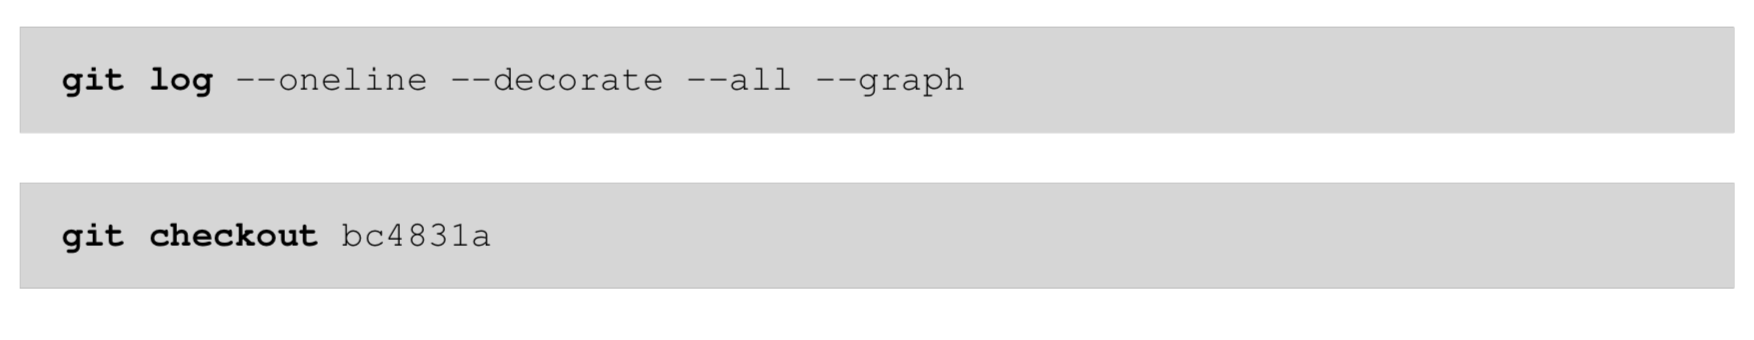 git log --oneline --decorate --all --graph
git checkout bc4831a